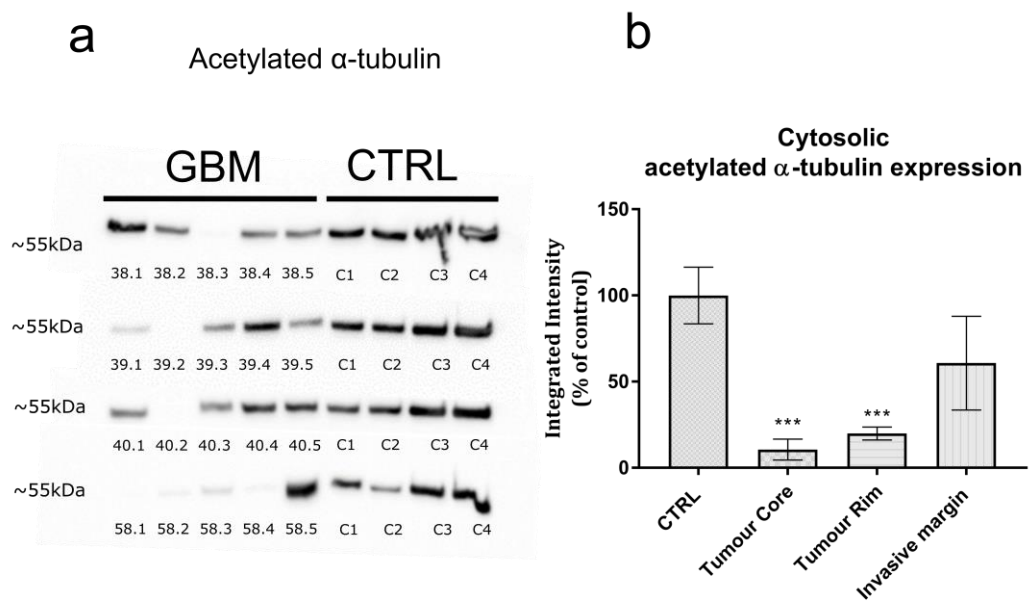 a
Acetylated α-tubulin
GBM CTRL
~55kDa
38.1 38.2 38.3 38.4 38.5 C1 C2 C3 C4
~55kDa
39.1 39.2 39.3 39.4 39.5 C1 C2 C3 C4
~55kDa
40.1 40.2 40.3 40.4 40.5 C1 C2 C3 C4
~55kDa
58.1 58.2 58.3 58.4 58.5 C1 C2 C3 C4
b
Cytosolic
acetylated α-tubulin expression
Integrated Intensity
(% of control)
150
100
50
0
***
***
CTRL
Tumour Core
Tumour Rim
Invasive margin